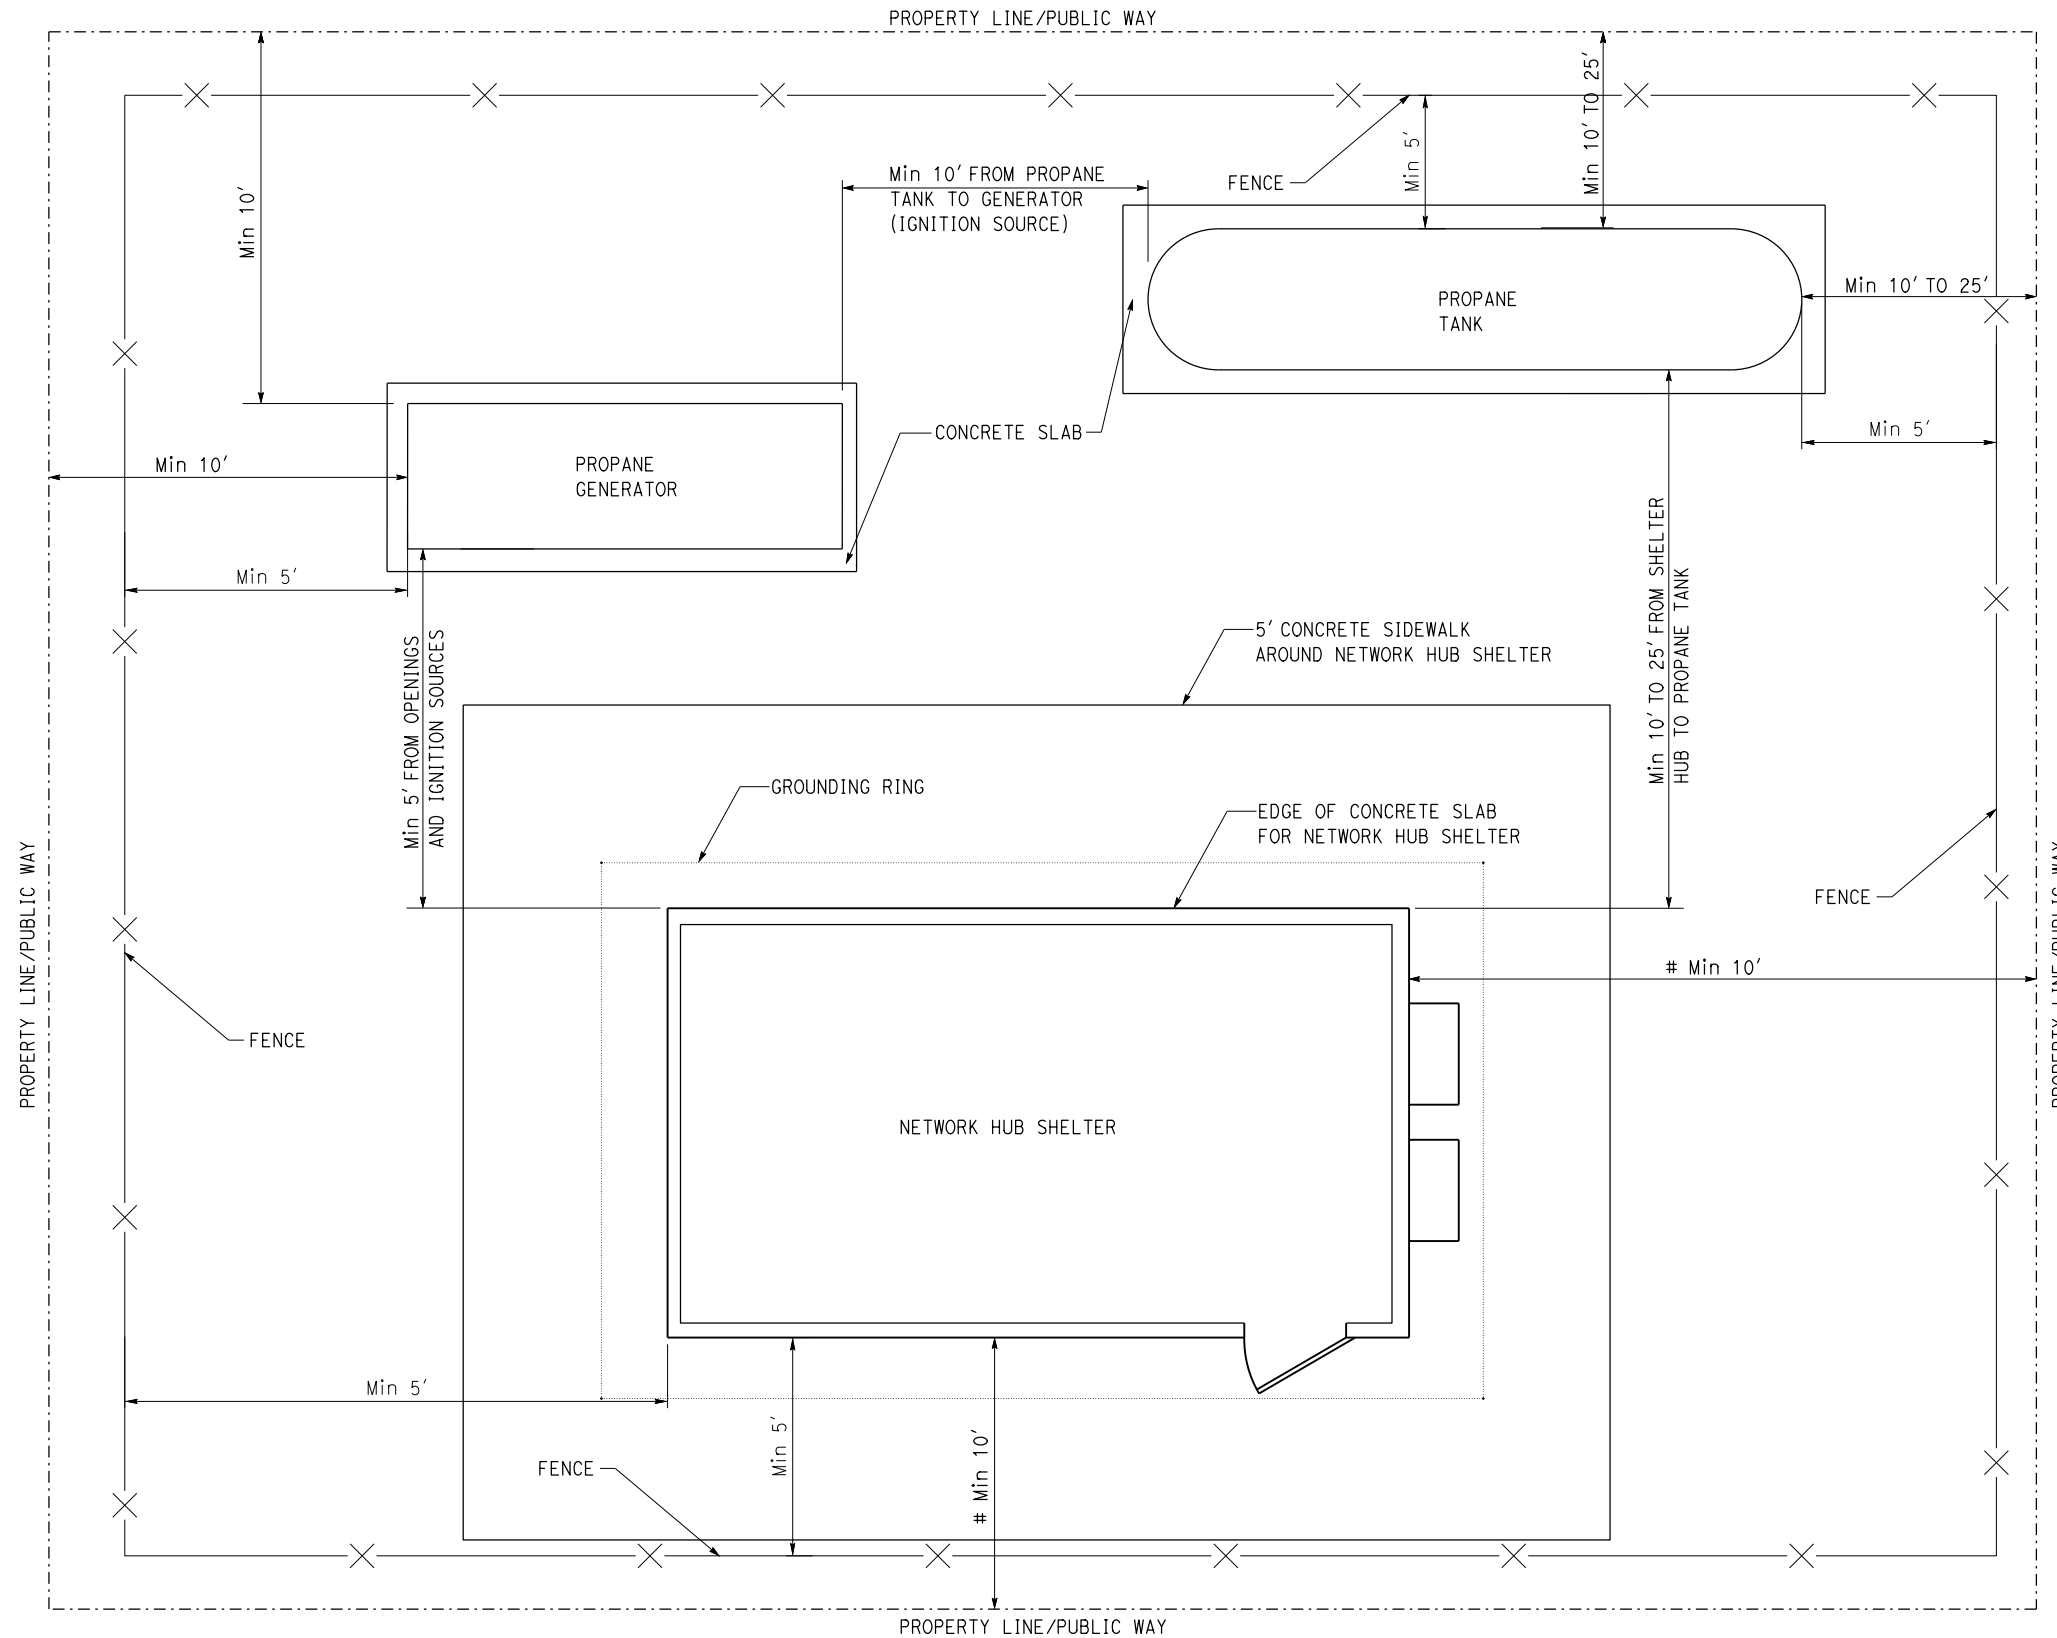 PROPERTY LINE/PUBLIC WAY
Min 10' TO 25'
Min 5'
Min 10' FROM PROPANE
TANK TO GENERATOR
(IGNITION SOURCE)
FENCE
Min 10'
Min 10' TO 25'
PROPANE
TANK
CONCRETE SLAB
Min 5'
Min 10'
PROPANE
GENERATOR
Min 5'
Min 5' FROM OPENINGS
AND IGNITION SOURCES
5' CONCRETE SIDEWALK
AROUND NETWORK HUB SHELTER
Min 10' TO 25' FROM SHELTER
HUB TO PROPANE TANK
GROUNDING RING
EDGE OF CONCRETE SLAB
FOR NETWORK HUB SHELTER
FENCE
PROPERTY LINE/PUBLIC WAY
PROPERTY LINE/PUBLIC WAY
# Min 10'
FENCE
NETWORK HUB SHELTER
Min 5'
Min 5'
# Min 10'
FENCE
PROPERTY LINE/PUBLIC WAY